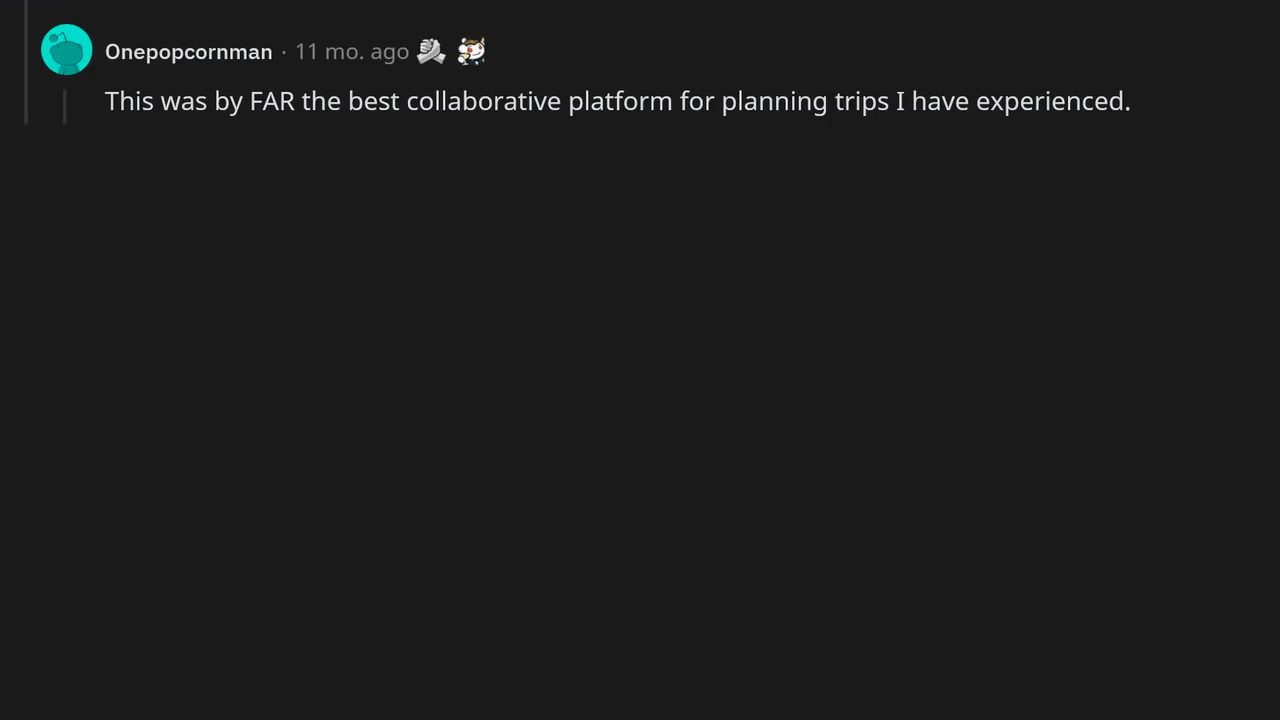 Onepopcornman · 11 mo. ago
This was by FAR the best collaborative platform for planning trips I have experienced.